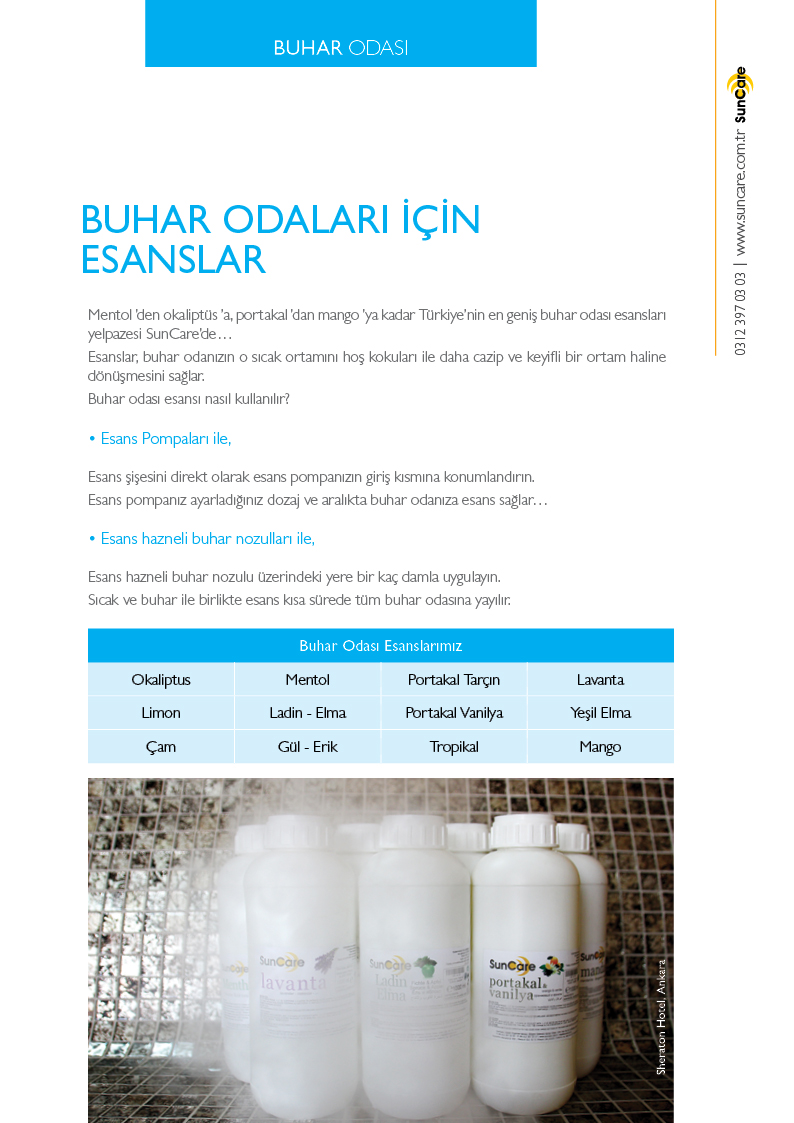 BUHAR ODASI
0312 397 03 03 | www.suncare.com.tr SunCare
BUHAR ODALARI İÇİN
ESANSLAR
Mentol 'den okaliptüs 'a, portakal 'dan mango 'ya kadar Türkiye'nin en geniş buhar odası esansları
yelpazesi SunCare'de…
Esanslar, buhar odanızın o sıcak ortamını hoş kokuları ile daha cazip ve keyifli bir ortam haline
dönüşmesini sağlar.
Buhar odası esansı nasıl kullanılır?
• Esans Pompaları ile,
Esans şişesini direkt olarak esans pompanızın giriş kısmına konumlandırın.
Esans pompanız ayarladığınız dozaj ve aralıkta buhar odanıza esans sağlar…
• Esans hazneli buhar nozulları ile,
Esans hazneli buhar nozulu üzerindeki yere bir kaç damla uygulayın.
Sıcak ve buhar ile birlikte esans kısa sürede tüm buhar odasına yayılır.
Buhar Odası Esanslarımız
Okaliptus Mentol Portakal Tarçın Lavanta
Limon Ladin - Elma Portakal Vanilya Yeşil Elma
Çam Gül - Erik Tropikal Mango
SunCare
lavanta
SunCare
Ladin
Elma
SunCare
portakal&
vanilya
Sheraton Hotel, Ankara